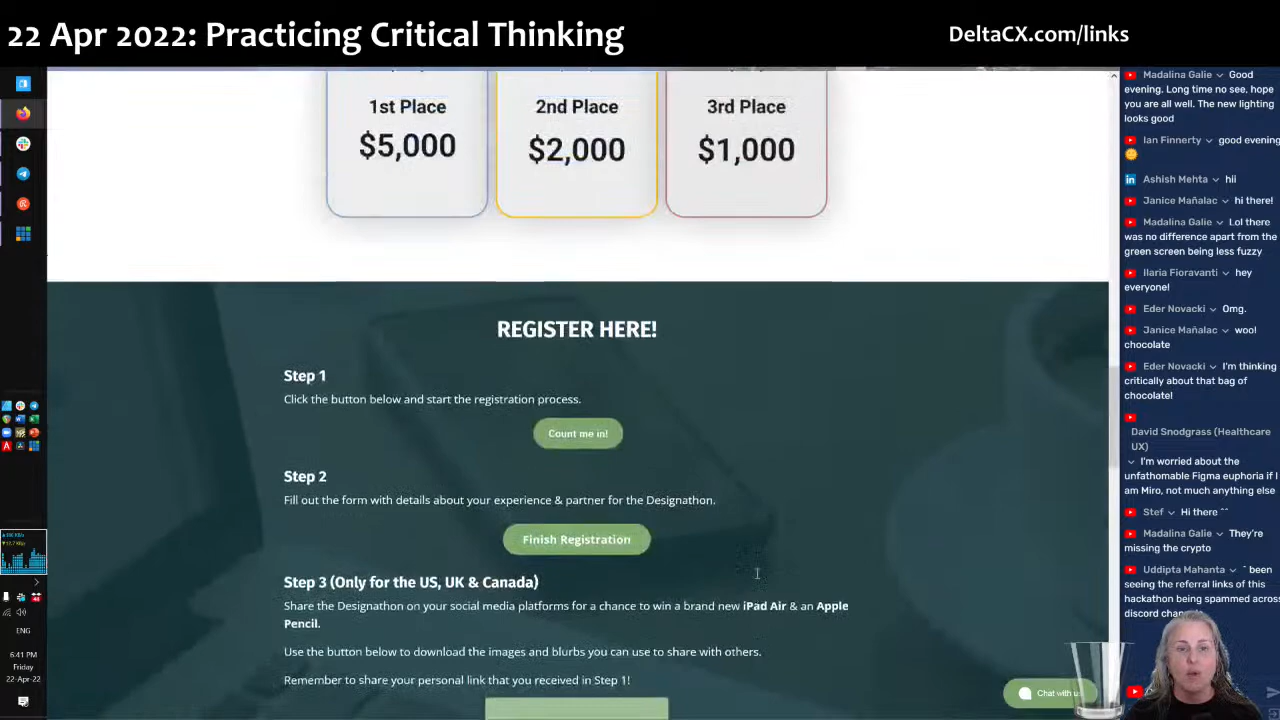 22 Apr 2022: Practicing Critical Thinking
DeltaCX.com/links
1st Place
$5,000
2nd Place
$2,000
3rd Place
$1,000
REGISTER HERE!
Step 1
Click the button below and start the registration process.
Count me in!
Step 2
Fill out the form with details about your experience & partner for the Designathon.
Finish Registration
Step 3 (Only for the US, UK & Canada)
Share the Designathon on your social media platforms for a chance to win a brand new iPad Air & an Apple
Pencil.
Use the button below to download the images and blurbs you can use to share with others.
Remember to share your personal link that you received in Step 1!
Chat with us
ENG
6:41 PM
Friday
22-Apr-22
Madalina Galie Good
evening. Long time no see, hope
you are all well. The new lighting
looks good
Ian Finnerty good evening
Ashish Mehta hii
Janice Mañalac hi there!
Madalina Galie Lol there
was no difference apart from the
green screen being less fuzzy
Ilaria Fioravanti hey
everyone!
Eder Novacki Omg.
Janice Mañalac woo!
chocolate
Eder Novacki I'm thinking
critically about that bag of
chocolate!
David Snodgrass (Healthcare
UX)
I'm worried about the
unfathomable Figma euphoria if I
am Miro, not much anything else
Stef Hi there ^^
Madalina Galie They're
missing the crypto
Uddipta Mahanta ^ been
seeing the referral links of this
hackathon being spammed across
discord